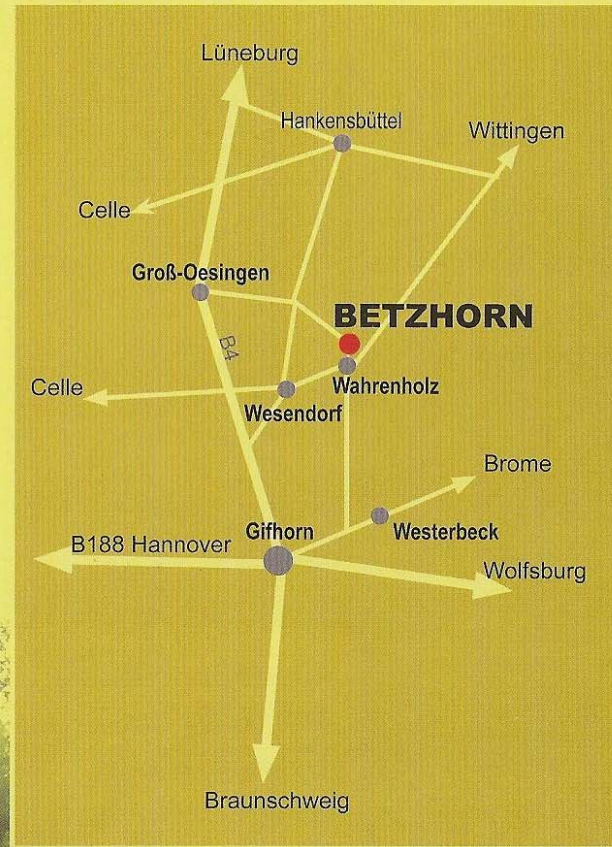 Lüneburg
Hankensbüttel
Wittingen
Celle
Groß-Oesingen
BETZHORN
B4
Celle
Wahrenholz
Wesendorf
Brome
Gifhorn
Westerbeck
B188 Hannover
Wolfsburg
Braunschweig